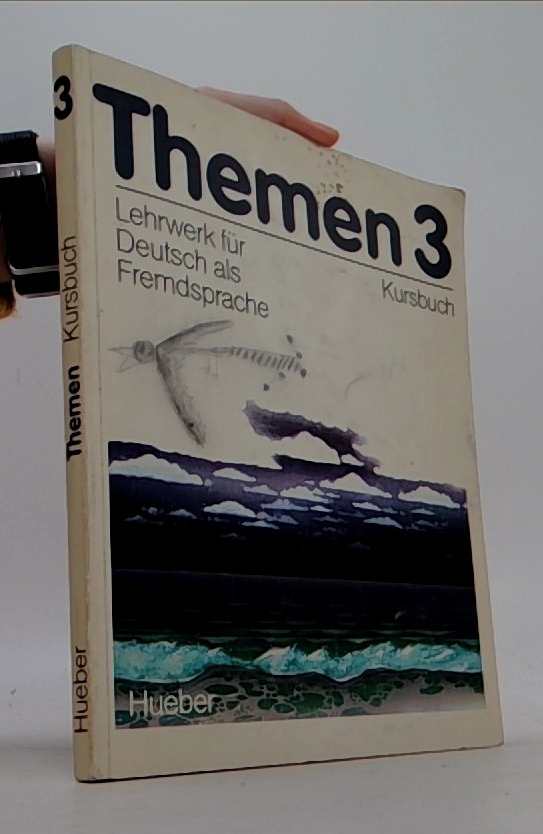 3
Themen Kursbuch
Hueber
Themen 3
Kursbuch
Lehrwerk für
Deutsch als
Fremdsprache
Hueber